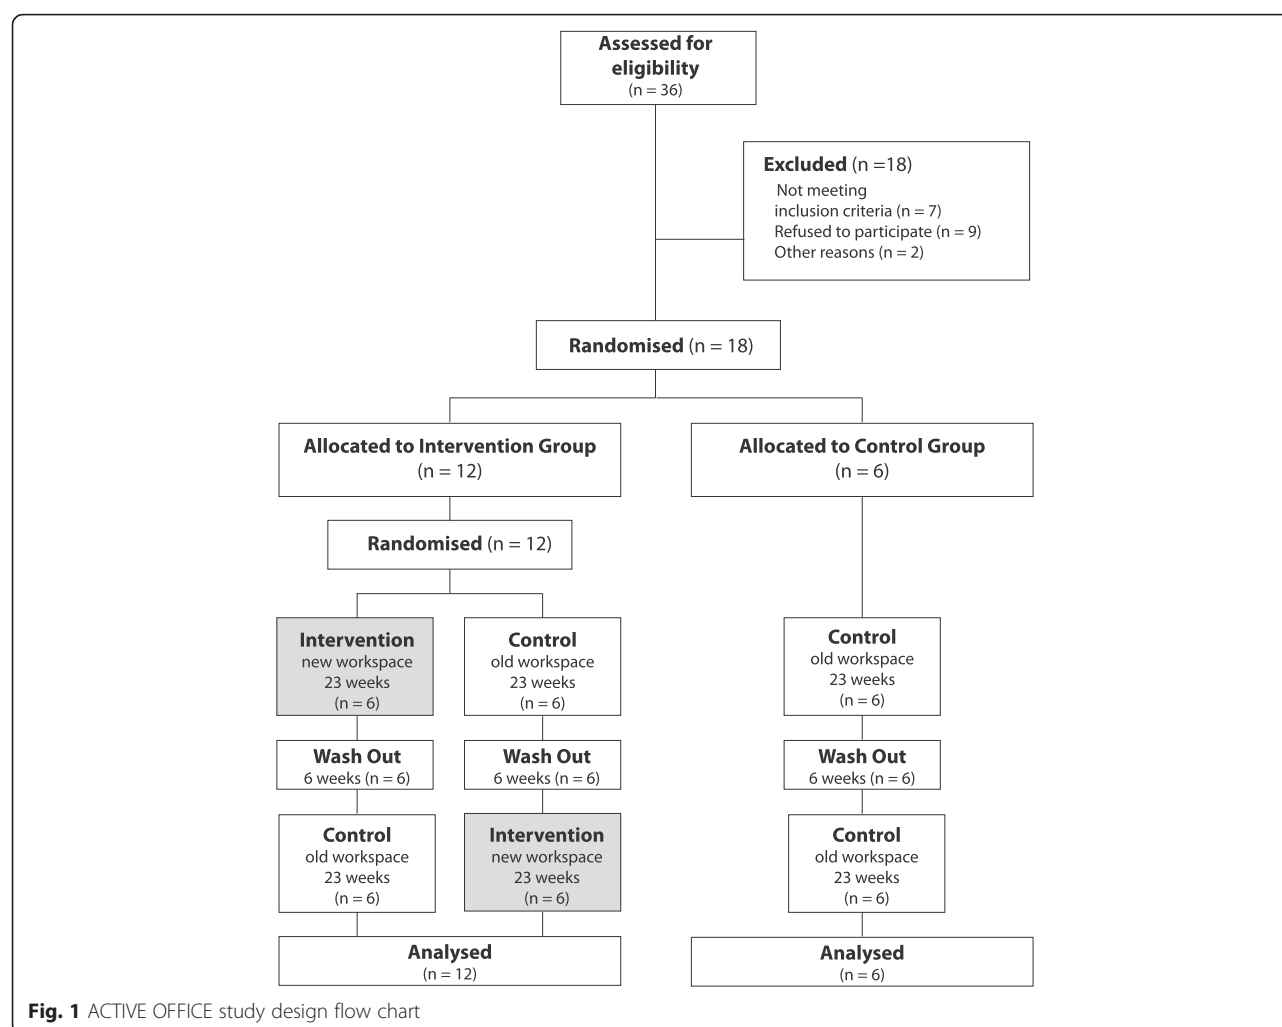 Assessed for
eligibility
(n = 36)
Excluded (n =18)
Not meeting
inclusion criteria (n = 7)
Refused to participate (n = 9)
Other reasons (n = 2)
Randomised (n = 18)
Allocated to Intervention Group
(n = 12)
Allocated to Control Group
(n = 6)
Randomised (n = 12)
Intervention
new workspace
23 weeks
(n = 6)
Control
old workspace
23 weeks
(n = 6)
Control
old workspace
23 weeks
(n = 6)
Wash Out
6 weeks (n = 6)
Wash Out
6 weeks (n = 6)
Wash Out
6 weeks (n = 6)
Control
old workspace
23 weeks
(n = 6)
Intervention
new workspace
23 weeks
(n = 6)
Control
old workspace
23 weeks
(n = 6)
Analysed
(n = 12)
Analysed
(n = 6)
Fig. 1 ACTIVE OFFICE study design flow chart